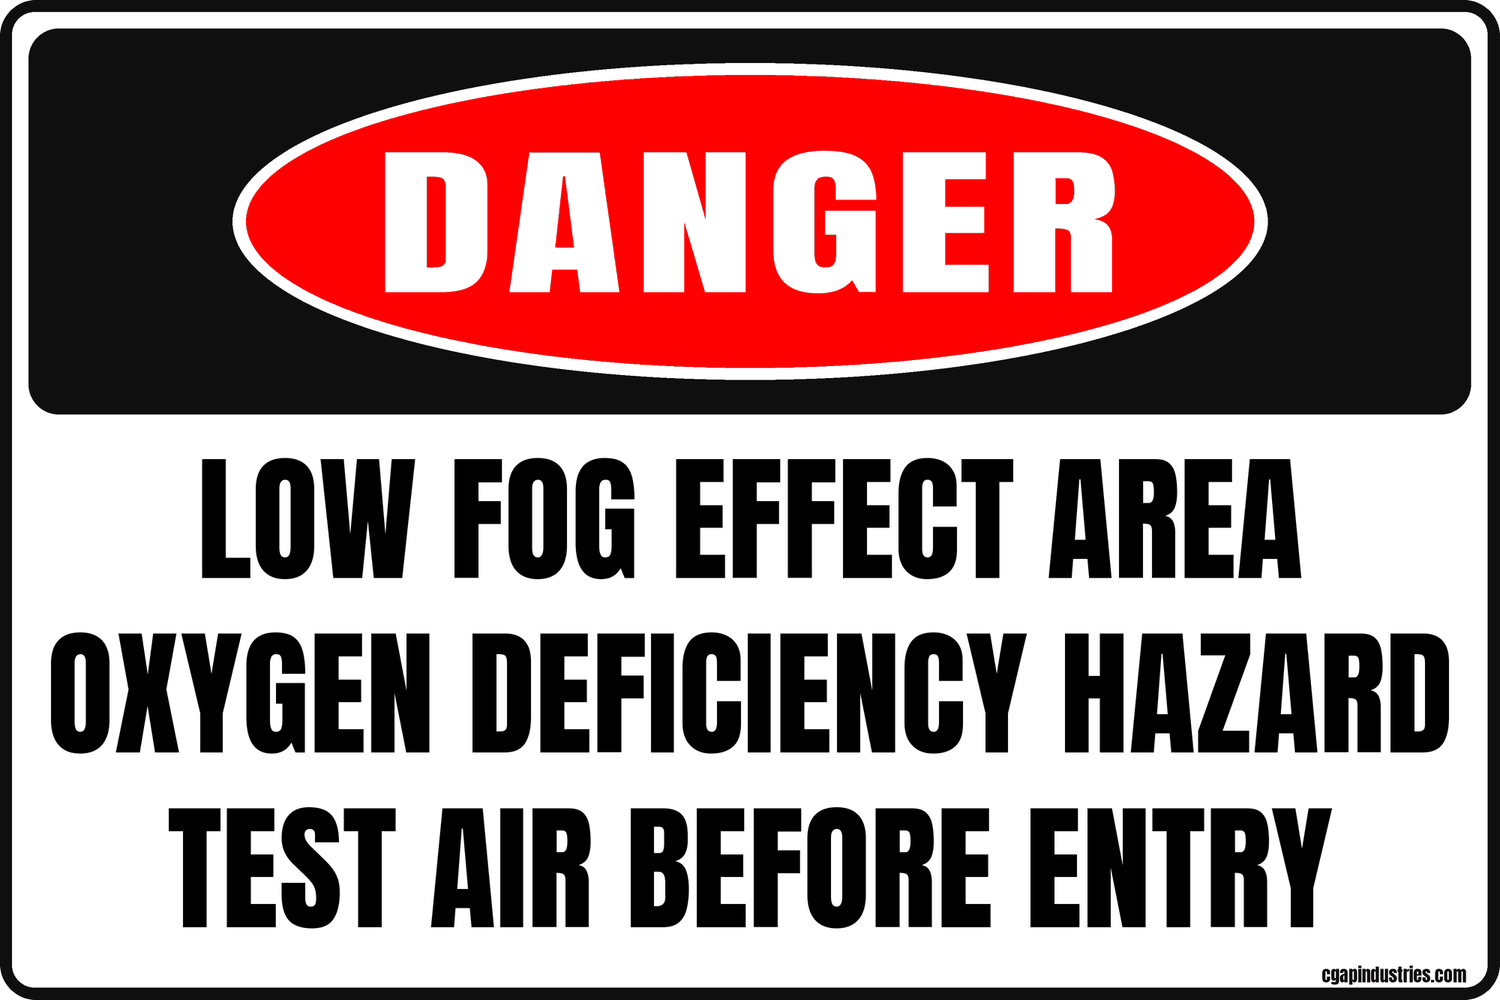 DANGER
LOW FOG EFFECT AREA
OXYGEN DEFICIENCY HAZARD
TEST AIR BEFORE ENTRY
cgapindustries.com